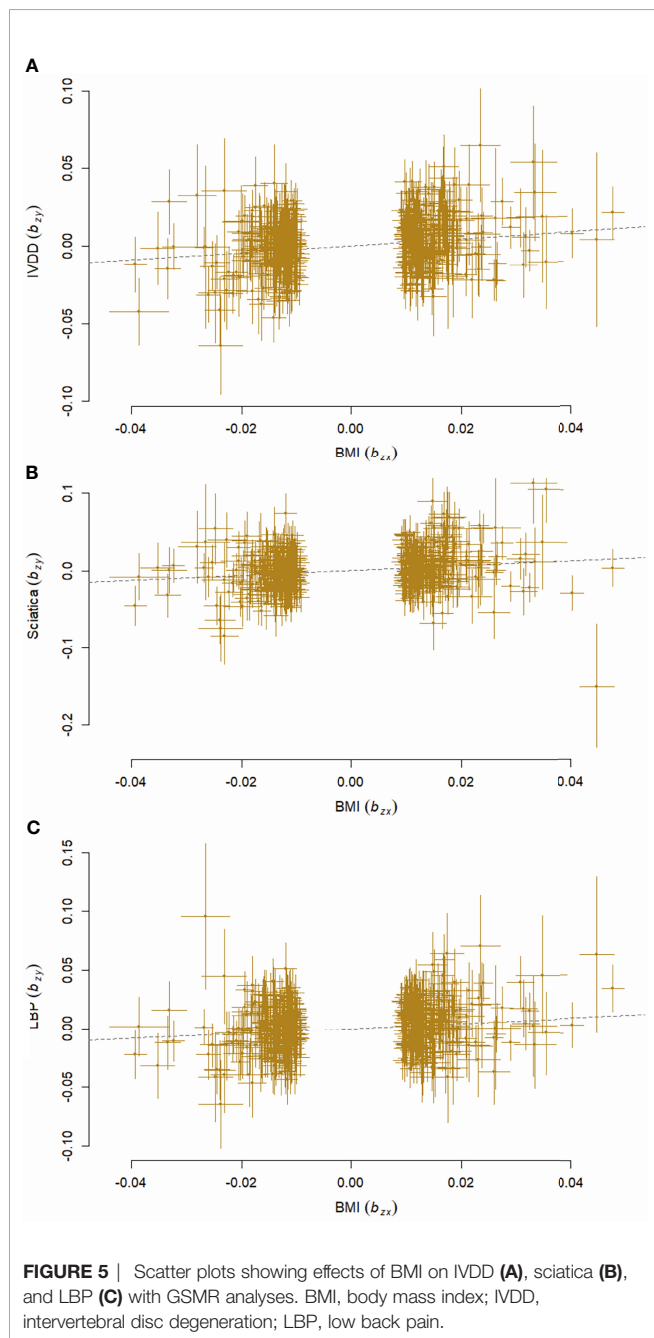 A
0.10
0.05
0.00
-0.05
-0.10
IVDD (bzy)
-0.04
-0.02
0.00
0.02
0.04
BMI (bzx)
B
0.1
0.0
-0.1
-0.2
Sciatica (bzy)
-0.04
-0.02
0.00
0.02
0.04
BMI (bzx)
C
0.15
0.10
0.05
0.00
-0.05
-0.10
LBP (bzy)
-0.04
-0.02
0.00
0.02
0.04
BMI (bzx)
FIGURE 5 | Scatter plots showing effects of BMI on IVDD (A), sciatica (B),
and LBP (C) with GSMR analyses. BMI, body mass index; IVDD,
intervertebral disc degeneration; LBP, low back pain.